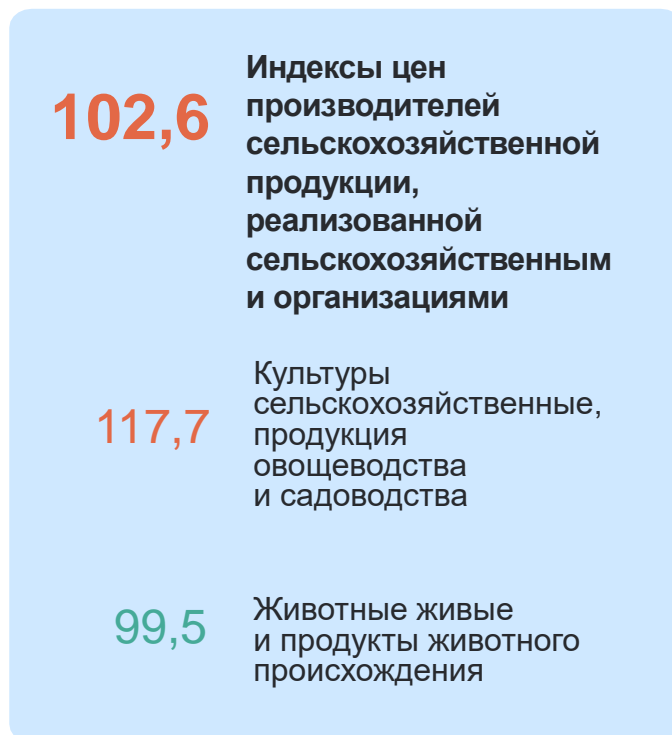 102,6
Индексы цен
производителей
сельскохозяйственной
продукции,
реализованной
сельскохозяйственным
и организациями
117,7
Культуры
сельскохозяйственные,
продукция
овощеводства
и садоводства
99,5
Животные живые
и продукты животного
происхождения